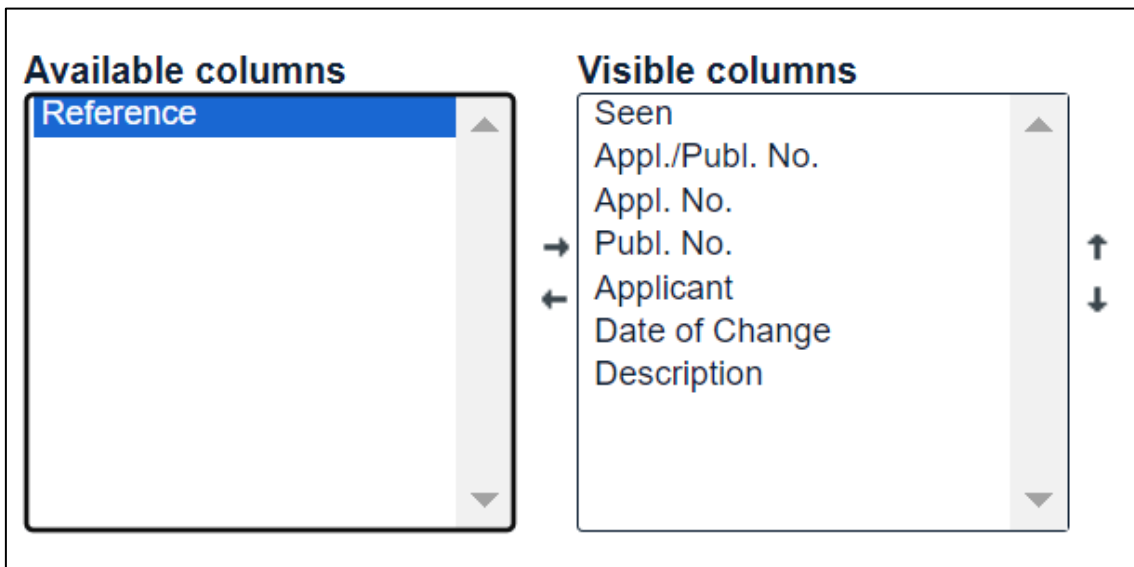 Available columns
Reference
Visible columns
Seen
Appl./Publ. No.
Appl. No.
Publ. No.
Applicant
Date of Change
Description